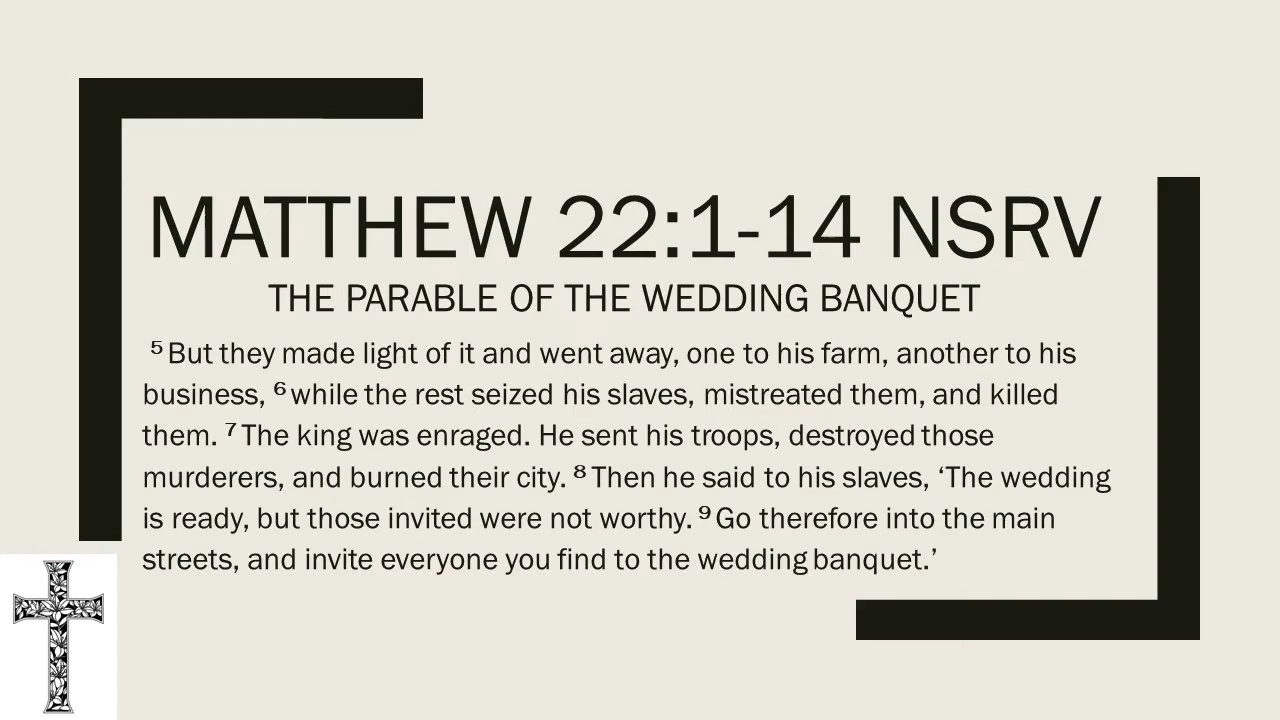 MATTHEW 22:1-14 NSRV
THE PARABLE OF THE WEDDING BANQUET
⁵ But they made light of it and went away, one to his farm, another to his
business, ⁶ while the rest seized his slaves, mistreated them, and killed
them. ⁷ The king was enraged. He sent his troops, destroyed those
murderers, and burned their city. ⁸ Then he said to his slaves, ‘The wedding
is ready, but those invited were not worthy. ⁹ Go therefore into the main
streets, and invite everyone you find to the wedding banquet.’